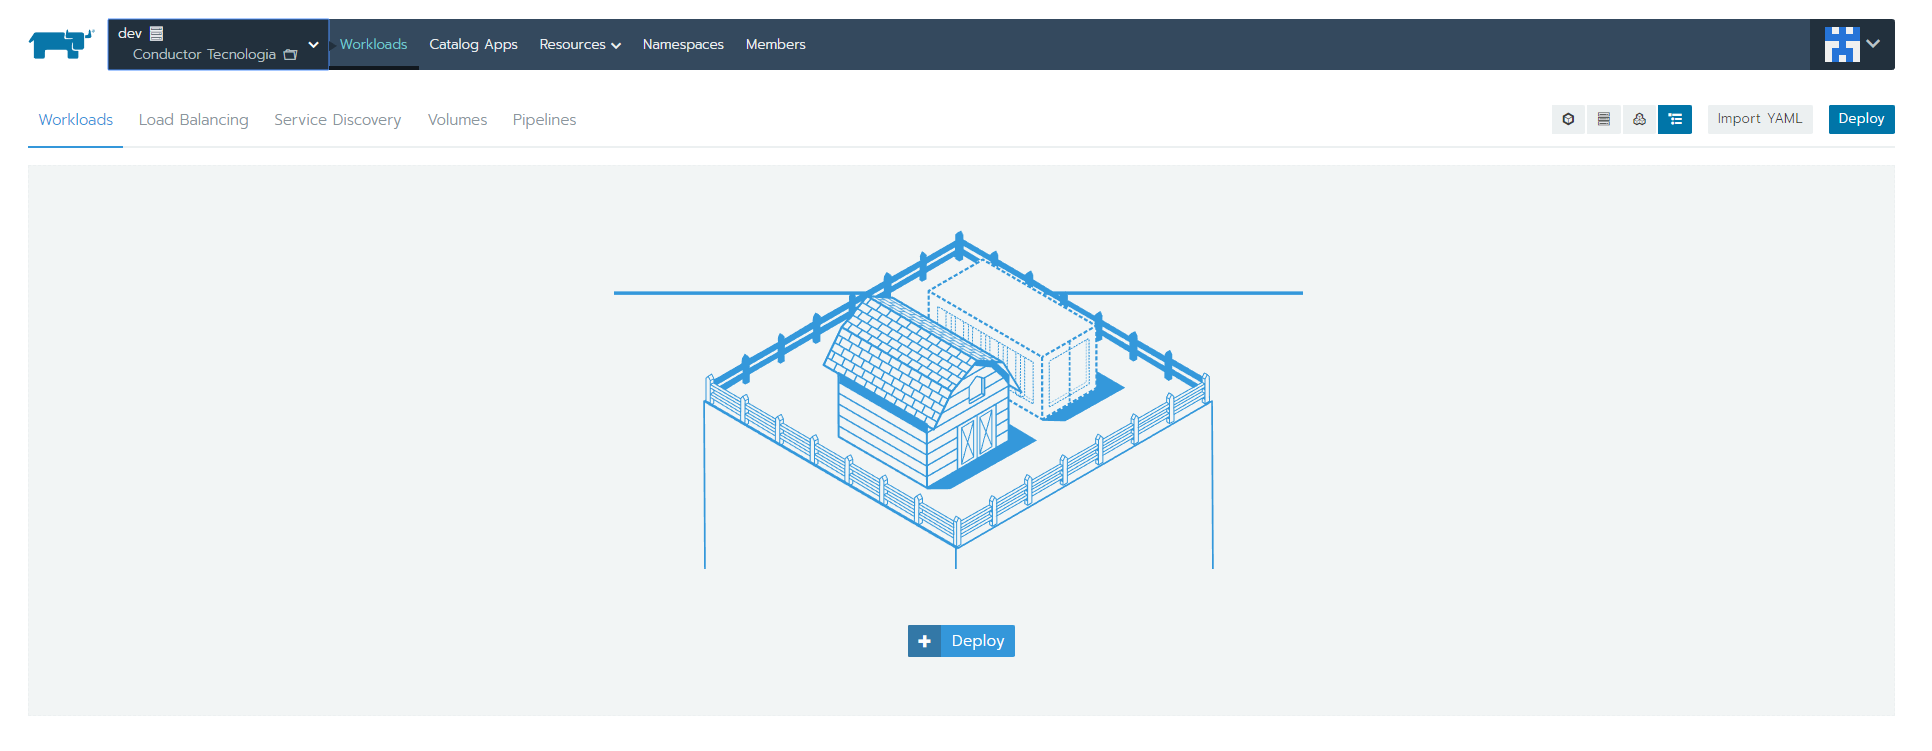 dev
Conductor Tecnologia
Workloads Catalog Apps Resources Namespaces Members
Workloads Load Balancing Service Discovery Volumes Pipelines
Import YAML Deploy
Deploy